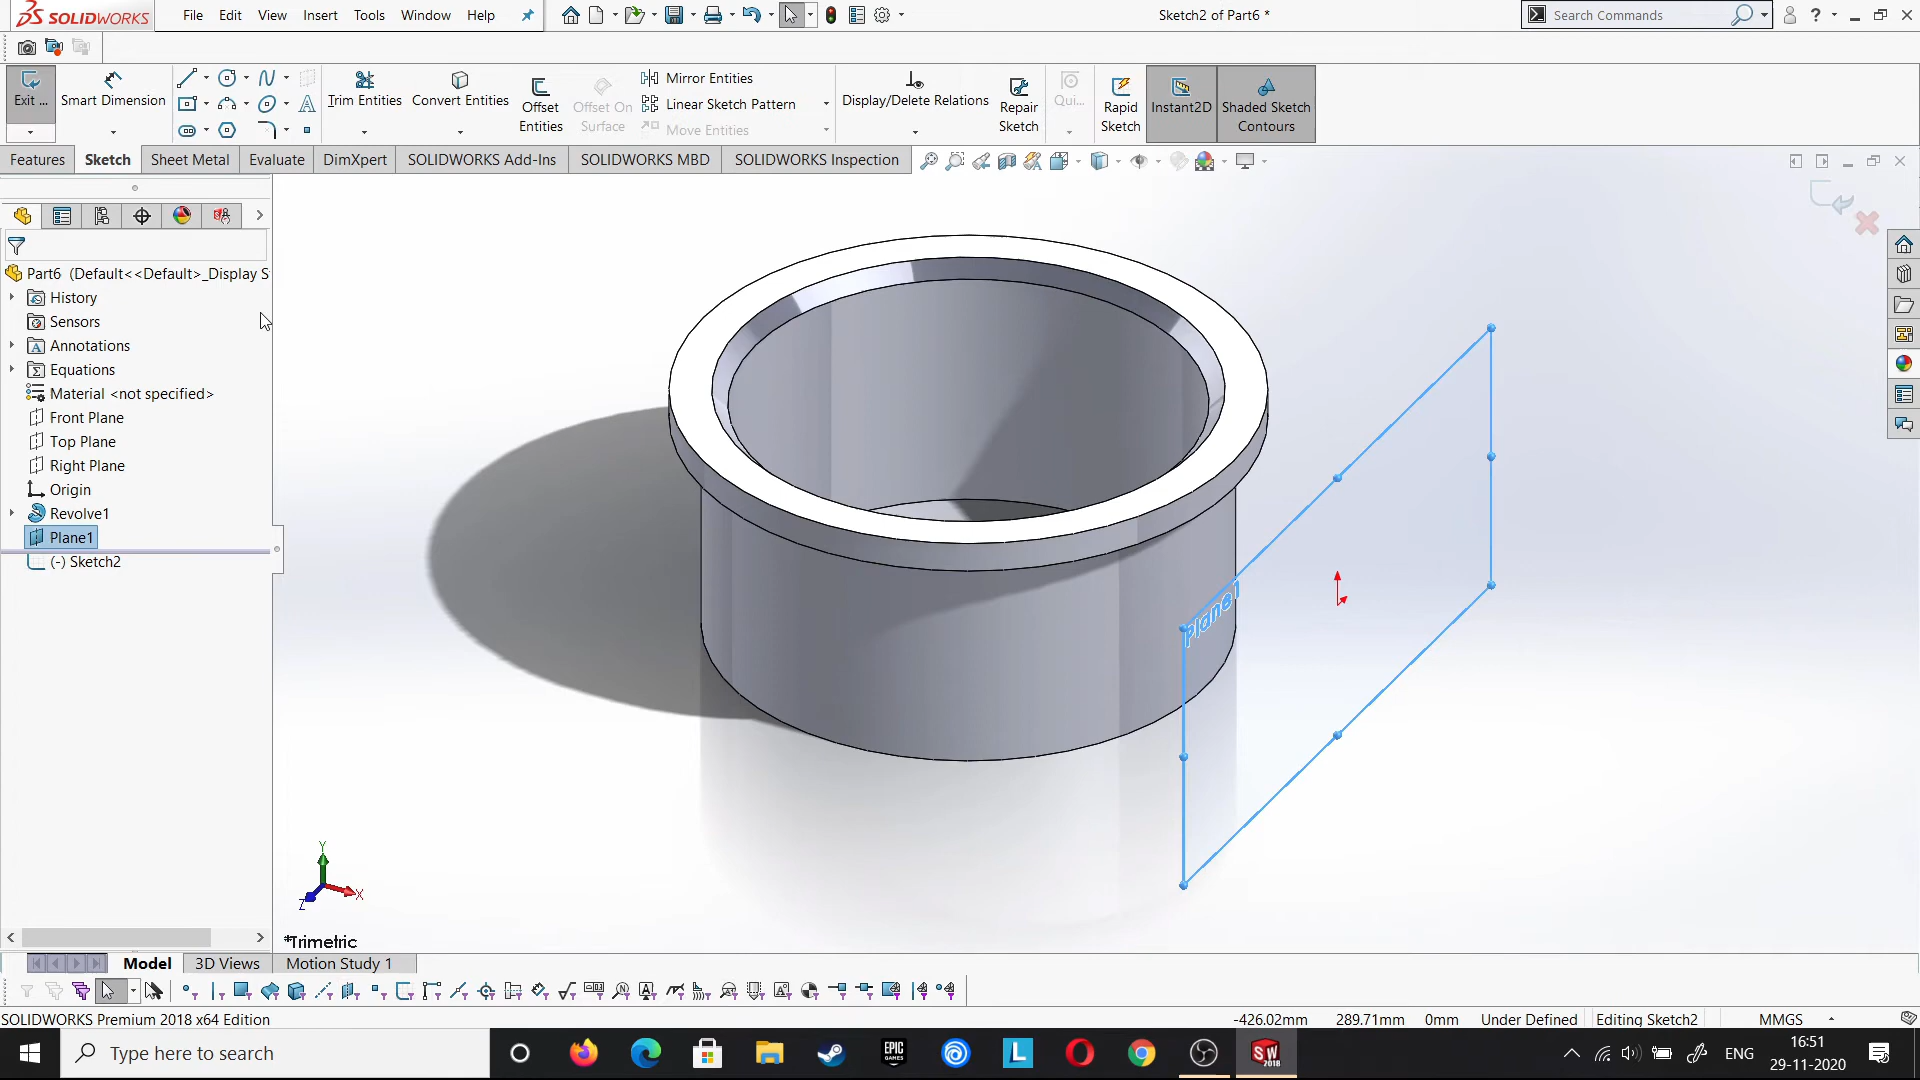 SOLIDWORKS File Edit View Insert Tools Window Help Sketch2 of Part6 * Search Commands
Exit ... Smart Dimension Trim Entities Convert Entities Offset Entities Offset On Surface Mirror Entities Linear Sketch Pattern Move Entities Display/Delete Relations Repair Sketch Qui... Rapid Sketch Instant2D Shaded Sketch Contours
Features Sketch Sheet Metal Evaluate DimXpert SOLIDWORKS Add-Ins SOLIDWORKS MBD SOLIDWORKS Inspection
Part6 (Default<<Default>_Display S
History
Sensors
Annotations
Equations
Material <not specified>
Front Plane
Top Plane
Right Plane
Origin
Revolve1
Plane1
(-) Sketch2
Plane1
Y
X
Z
*Trimetric
Model 3D Views Motion Study 1
SOLIDWORKS Premium 2018 x64 Edition -426.02mm 289.71mm 0mm Under Defined Editing Sketch2 MMGS
Type here to search EPIC GAMES L SW 2018 ENG 16:51
29-11-2020